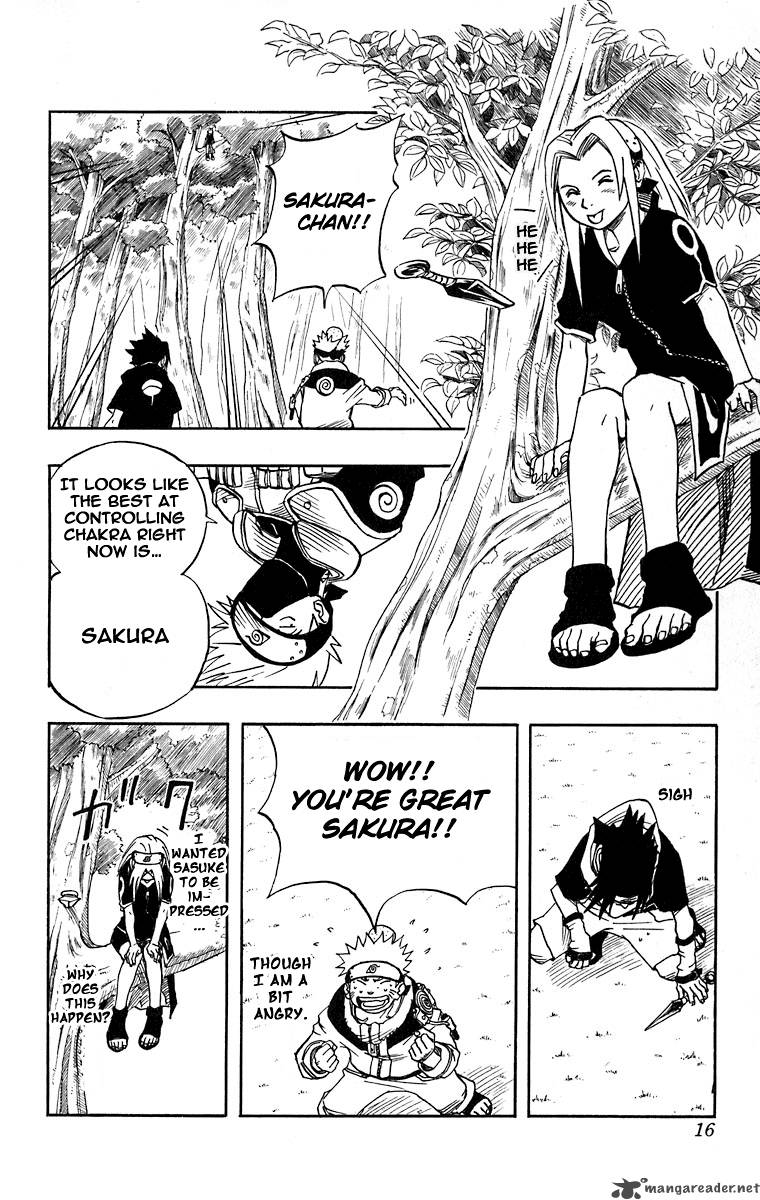 SAKURA-
CHAN!!
HE
HE
HE
IT LOOKS LIKE
THE BEST AT
CONTROLLING
CHAKRA RIGHT
NOW IS...
SAKURA
ガク
I
WANTED
SASUKE
TO BE
IM-
PRESSED
...
WHY
DOES
THIS
HAPPEN?
WOW!!
YOU'RE GREAT
SAKURA!!
THOUGH
I AM A
BIT
ANGRY.
SIGH
16
mangareader.net